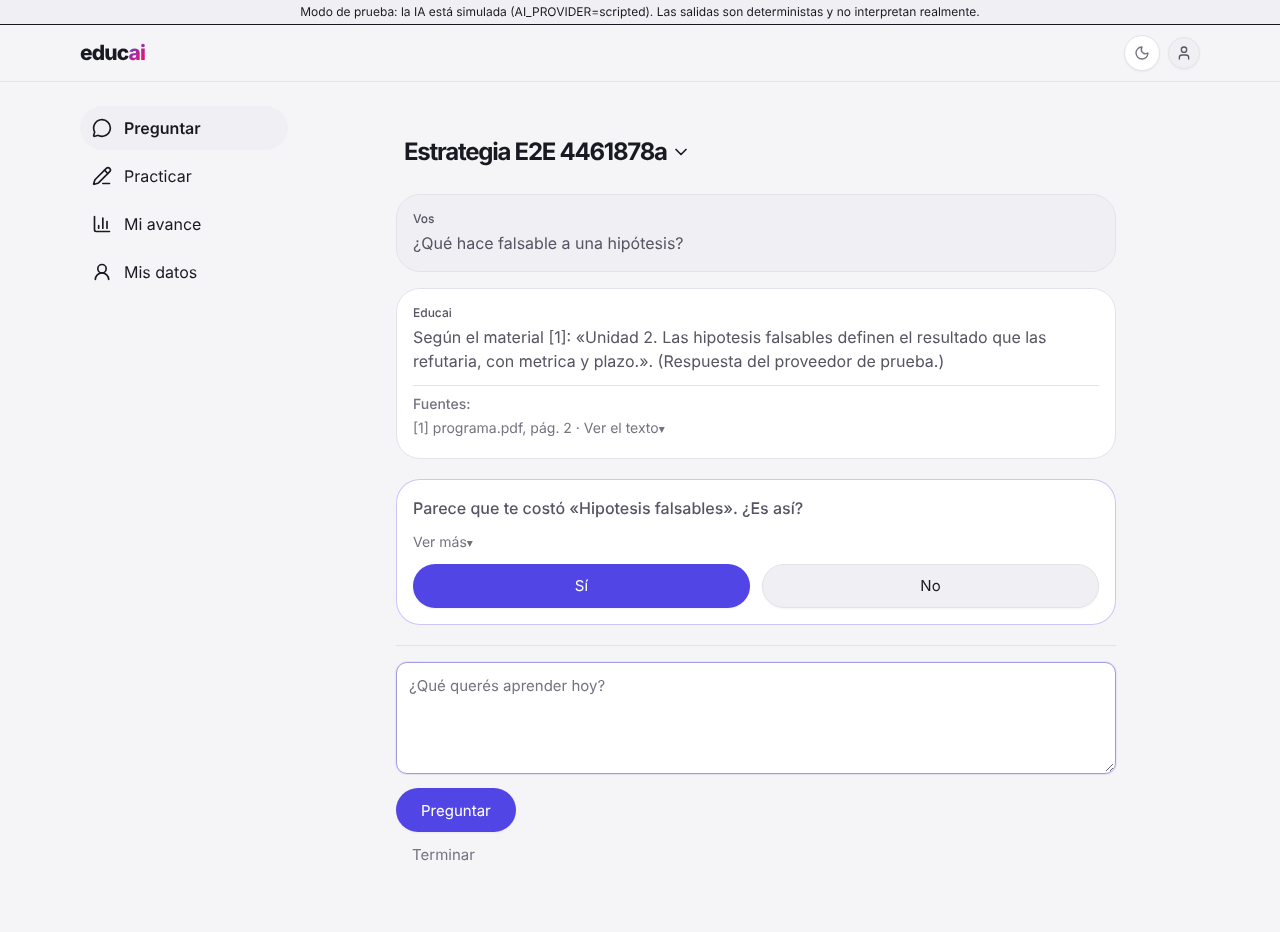 Modo de prueba: la IA está simulada (AI_PROVIDER=scripted). Las salidas son deterministas y no interpretan realmente.
educai
Preguntar
Practicar
Mi avance
Mis datos
Estrategia E2E 4461878a
Vos
¿Qué hace falsable a una hipótesis?
Educai
Según el material [1]: «Unidad 2. Las hipotesis falsables definen el resultado que las
refutaria, con metrica y plazo.». (Respuesta del proveedor de prueba.)
Fuentes:
[1] programa.pdf, pág. 2 · Ver el texto▾
Parece que te costó «Hipotesis falsables». ¿Es así?
Ver más▾
Sí
No
¿Qué querés aprender hoy?
Preguntar
Terminar